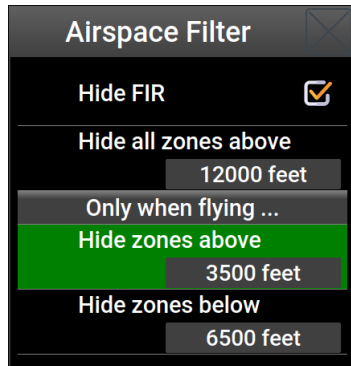 Airspace Filter
Hide FIR
Hide all zones above
12000 feet
Only when flying ...
Hide zones above
3500 feet
Hide zones below
6500 feet